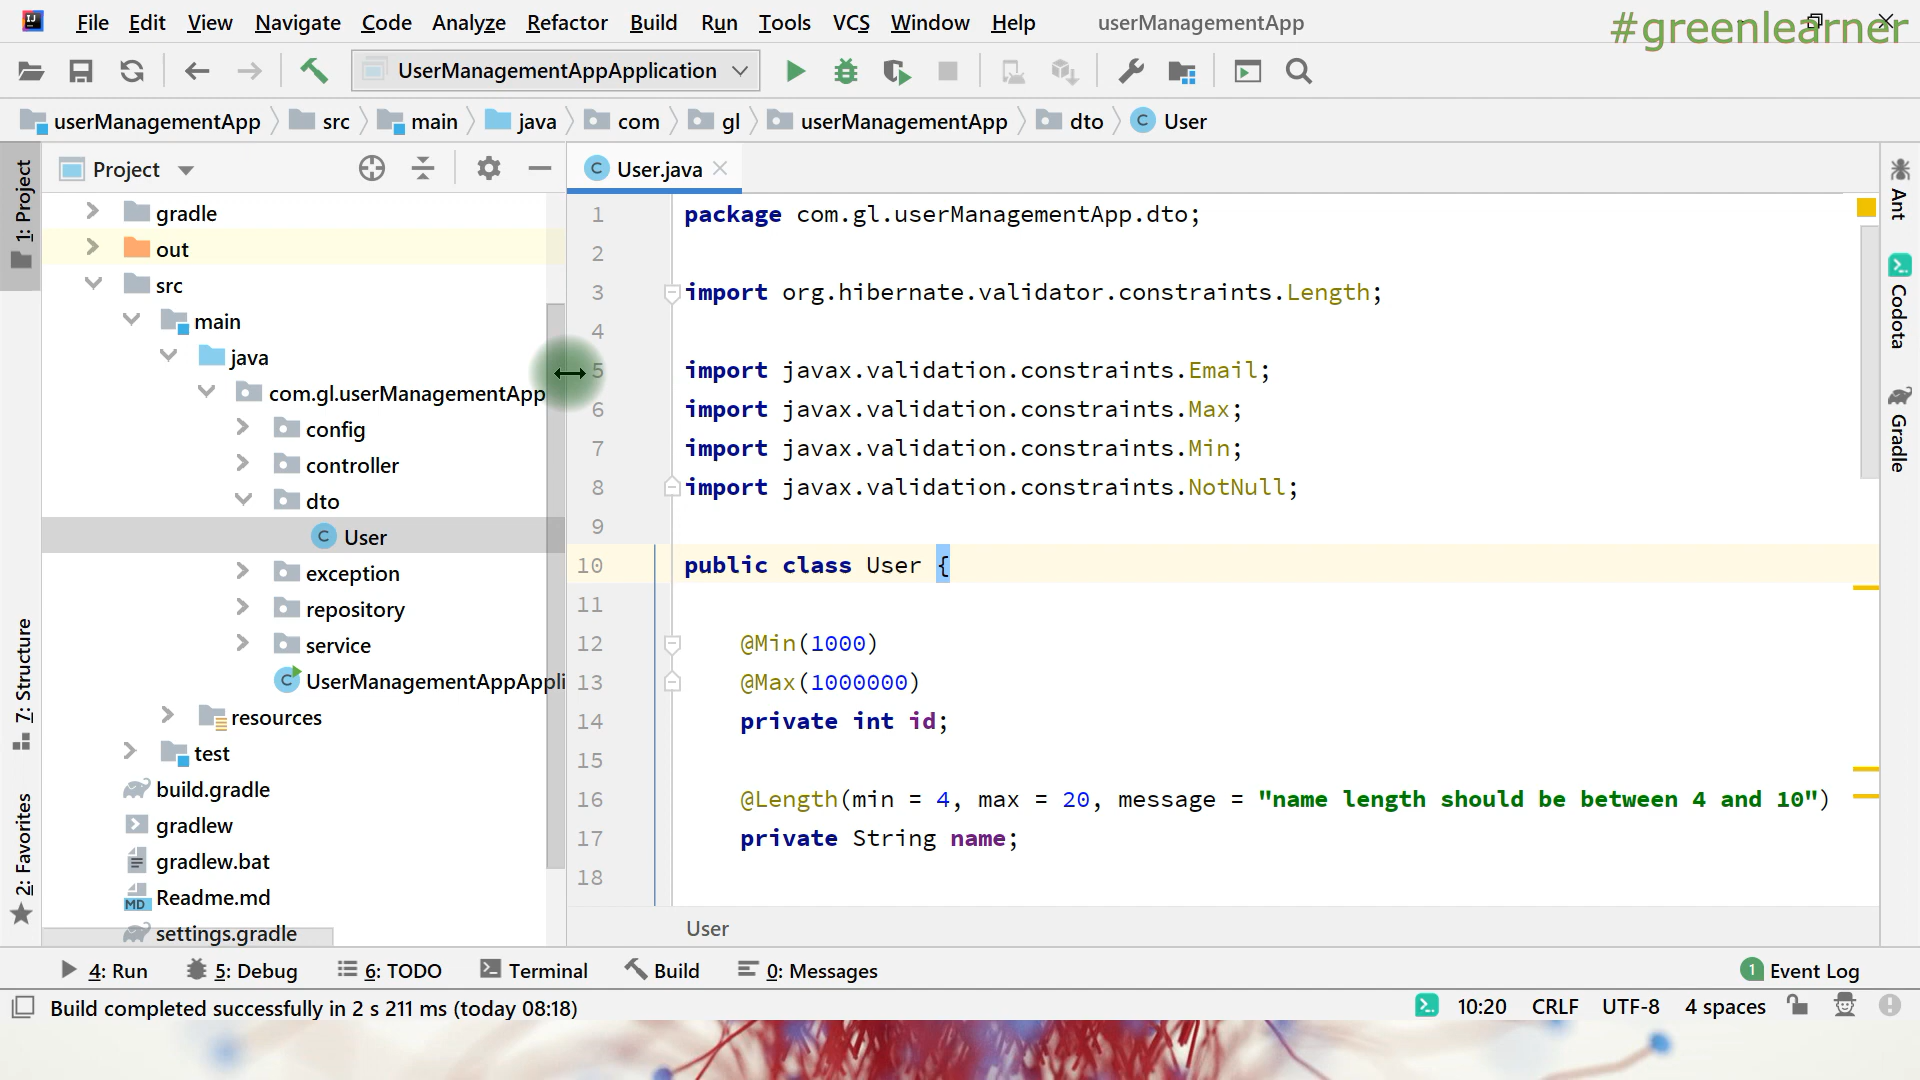 File Edit View Navigate Code Analyze Refactor Build Run Tools VCS Window Help userManagementApp #greenlearner
UserManagementAppApplication
userManagementApp src main java com gl userManagementApp dto User
1: Project
Project
User.java
gradle
out
src
main
java
com.gl.userManagementApp
config
controller
dto
User
exception
repository
service
UserManagementAppAppli
resources
test
build.gradle
gradlew
gradlew.bat
Readme.md
settings.gradle
7: Structure
2: Favorites
1 package com.gl.userManagementApp.dto;
2
3 import org.hibernate.validator.constraints.Length;
4
5 import javax.validation.constraints.Email;
6 import javax.validation.constraints.Max;
7 import javax.validation.constraints.Min;
8 import javax.validation.constraints.NotNull;
9
10 public class User {
11
12 @Min(1000)
13 @Max(1000000)
14 private int id;
15
16 @Length(min = 4, max = 20, message = "name length should be between 4 and 10")
17 private String name;
18
User
Ant
Codota
Gradle
4: Run 5: Debug 6: TODO Terminal Build 0: Messages 1 Event Log
Build completed successfully in 2 s 211 ms (today 08:18) 10:20 CRLF UTF-8 4 spaces